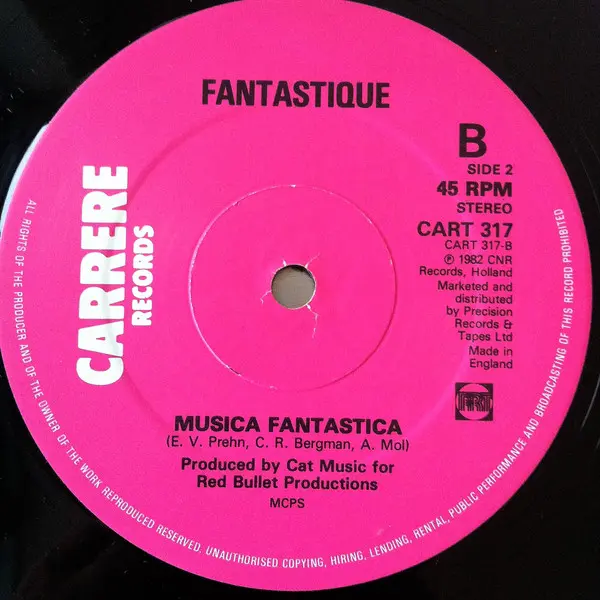 FANTASTIQUE
CARRERE
RECORDS
B
SIDE 2
45 RPM
STEREO
CART 317
CART 317-B
℗ 1982 CNR
Records, Holland
Marketed and
distributed
by Precision
Records &
Tapes Ltd
Made in
England
PRT
MUSICA FANTASTICA
(E. V. Prehn, C. R. Bergman, A. Mol)
Produced by Cat Music for
Red Bullet Productions
MCPS
ALL RIGHTS OF THE PRODUCER AND OF THE OWNER OF THE WORK REPRODUCED RESERVED. UNAUTHORISED COPYING, HIRING, LENDING, RENTAL, PUBLIC PERFORMANCE AND BROADCASTING OF THIS RECORD PROHIBITED